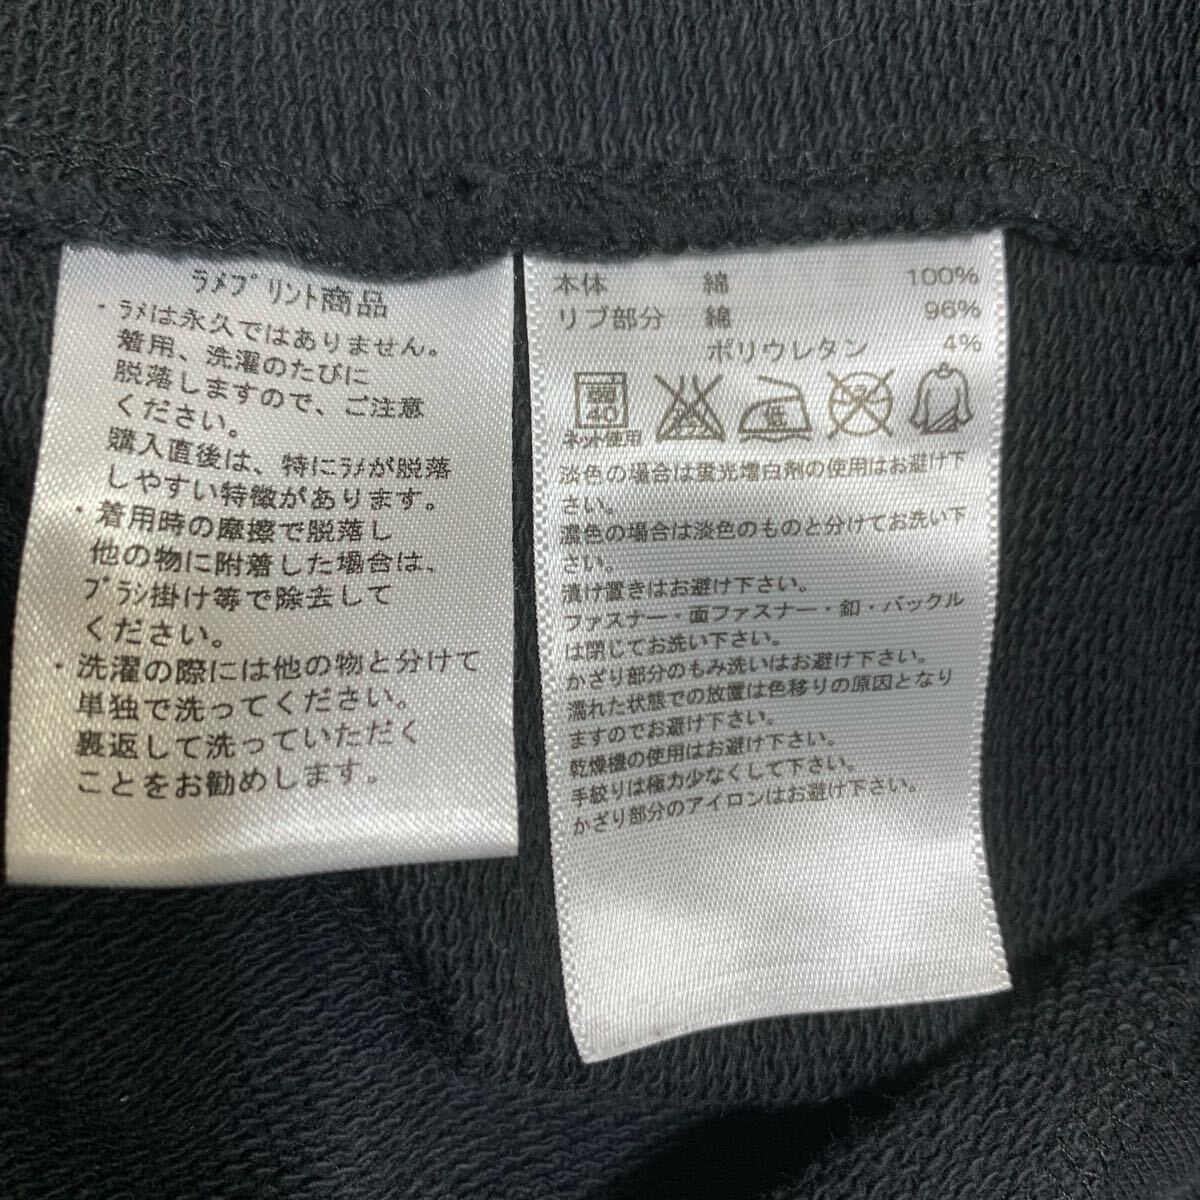 ﾗﾒﾌﾟﾘﾝﾄ商品
・ﾗﾒは永久ではありません。
着用、洗濯のたびに
脱落しますので、ご注意
ください。
購入直後は、特にﾗﾒが脱落
しやすい特徴があります。
・着用時の摩擦で脱落し
他の物に附着した場合は、
ﾌﾞﾗｼ掛け等で除去して
ください。
・洗濯の際には他の物と分けて
単独で洗ってください。
裏返して洗っていただく
ことをお勧めします。
本体 綿 100%
リブ部分 綿 96%
ポリウレタン 4%
弱 40 低
ネット使用
淡色の場合は蛍光増白剤の使用はお避け下
さい。
濃色の場合は淡色のものと分けてお洗い下
さい。
漬け置きはお避け下さい。
ファスナー・面ファスナー・釦・バックル
は閉じてお洗い下さい。
かざり部分のもみ洗いはお避け下さい。
濡れた状態での放置は色移りの原因となり
ますのでお避け下さい。
乾燥機の使用はお避け下さい。
手絞りは極力少なくして下さい。
かざり部分のアイロンはお避け下さい。